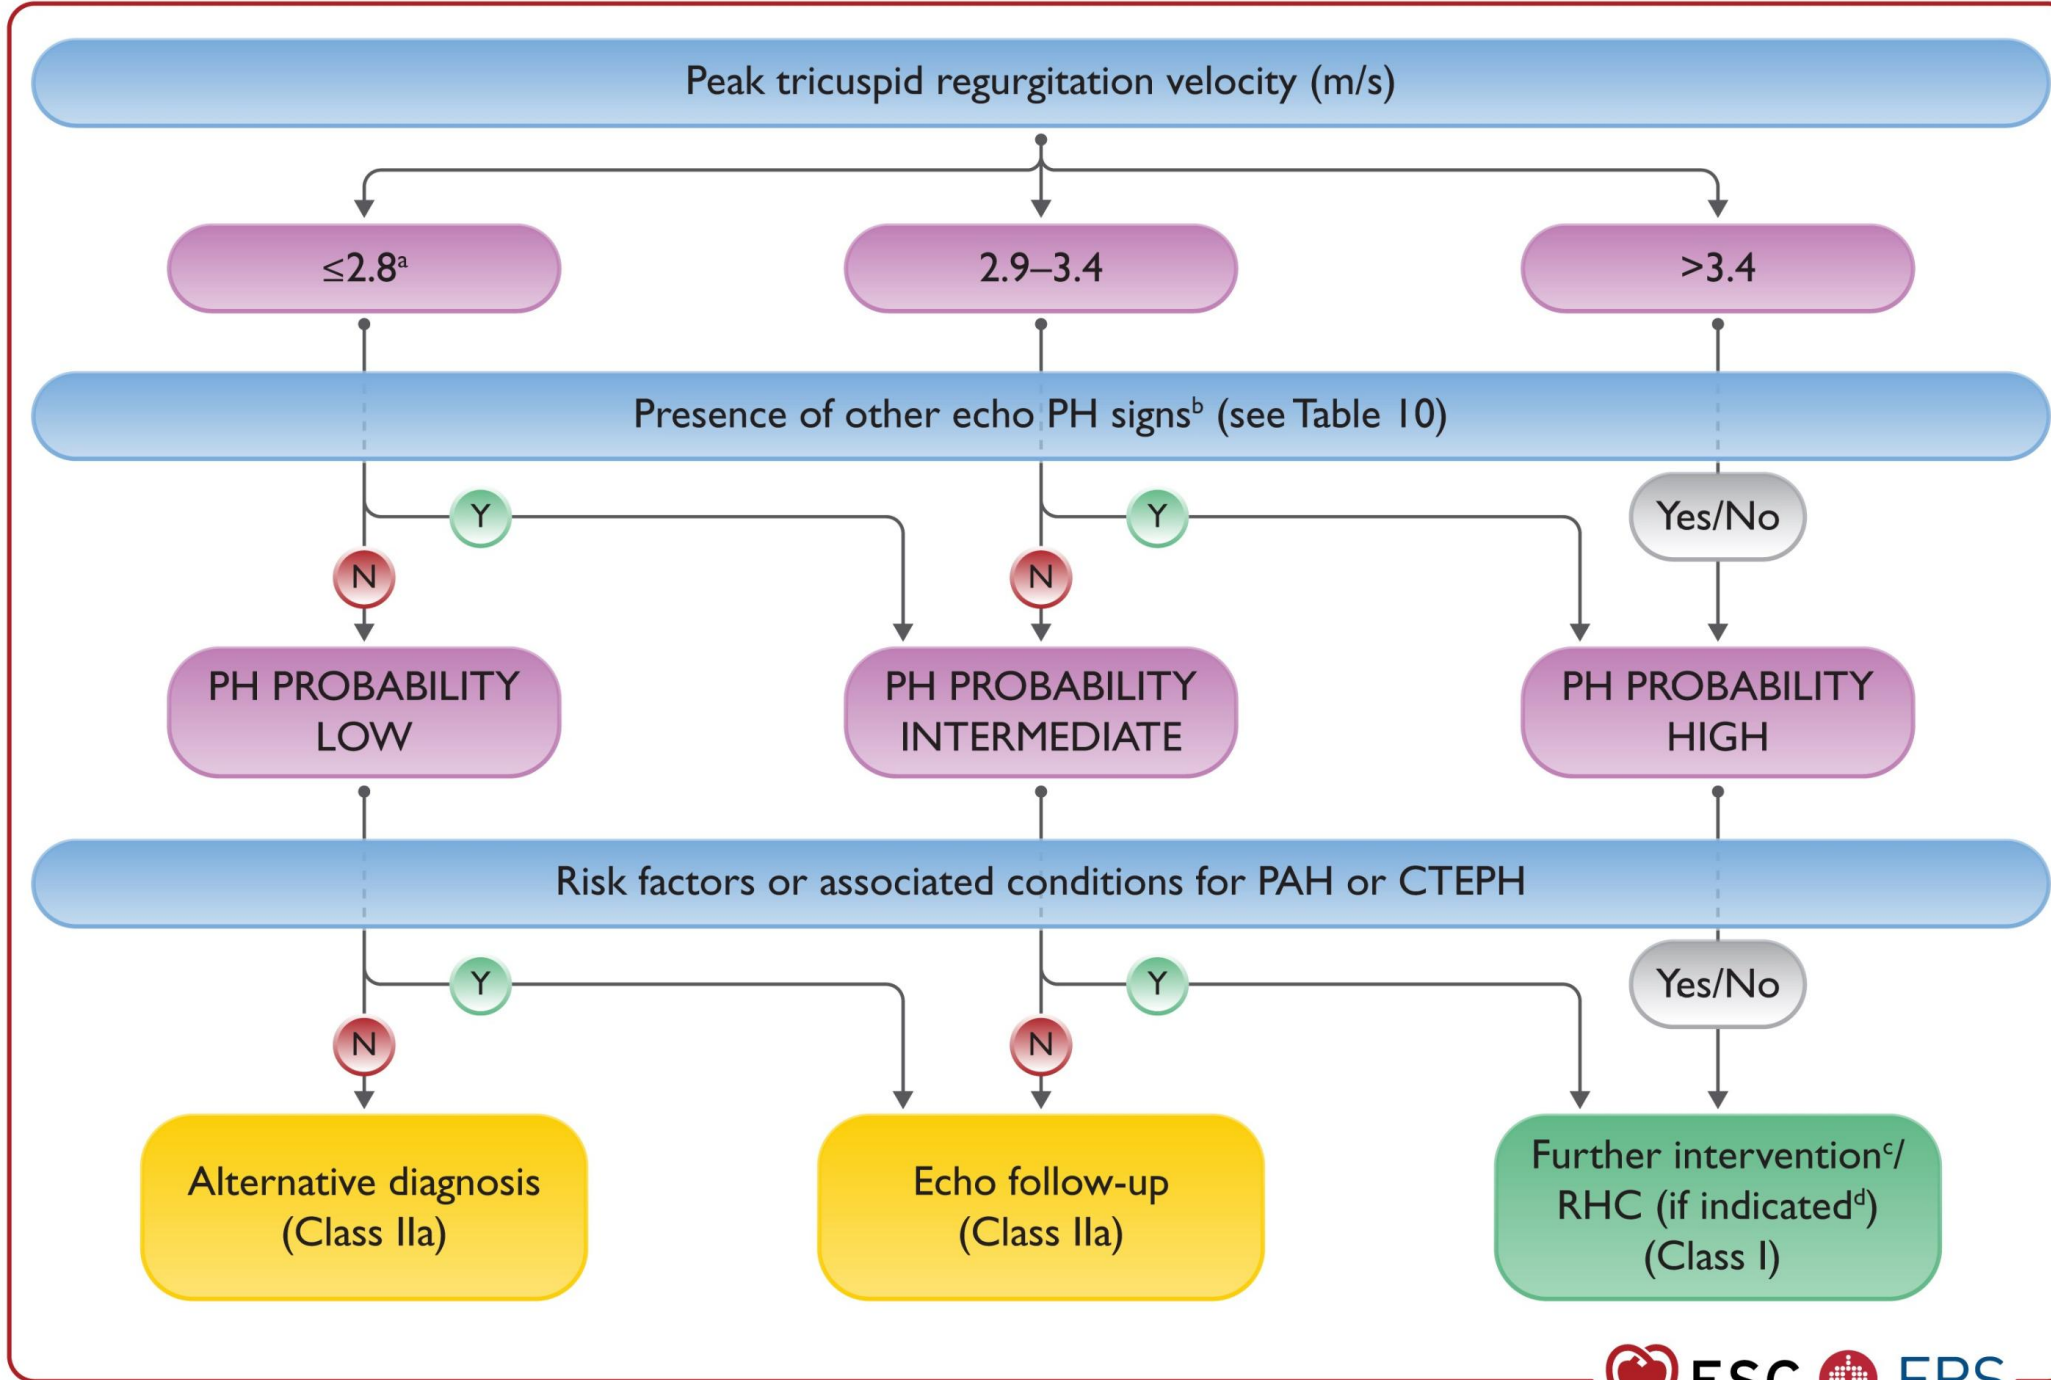 Peak tricuspid regurgitation velocity (m/s)
≤2.8ᵃ
2.9–3.4
>3.4
Presence of other echo PH signsᵇ (see Table 10)
Y
Y
Yes/No
N
N
PH PROBABILITY
LOW
PH PROBABILITY
INTERMEDIATE
PH PROBABILITY
HIGH
Risk factors or associated conditions for PAH or CTEPH
Y
Y
Yes/No
N
N
Alternative diagnosis
(Class IIa)
Echo follow-up
(Class IIa)
Further interventionᶜ/
RHC (if indicatedᵈ)
(Class I)
ESC ERS